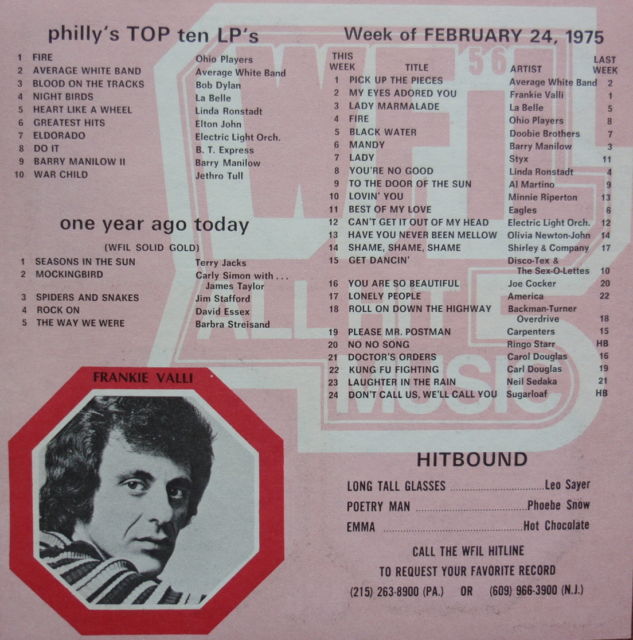 philly's TOP ten LP's
1 FIRE Ohio Players
2 AVERAGE WHITE BAND Average White Band
3 BLOOD ON THE TRACKS Bob Dylan
4 NIGHT BIRDS La Belle
5 HEART LIKE A WHEEL Linda Ronstadt
6 GREATEST HITS Elton John
7 ELDORADO Electric Light Orch.
8 DO IT B. T. Express
9 BARRY MANILOW II Barry Manilow
10 WAR CHILD Jethro Tull
one year ago today
(WFIL SOLID GOLD)
1 SEASONS IN THE SUN Terry Jacks
2 MOCKINGBIRD Carly Simon with . . .
James Taylor
3 SPIDERS AND SNAKES Jim Stafford
4 ROCK ON David Essex
5 THE WAY WE WERE Barbra Streisand
FRANKIE VALLI
Week of FEBRUARY 24, 1975
THIS WEEK TITLE ARTIST LAST WEEK
1 PICK UP THE PIECES Average White Band 2
2 MY EYES ADORED YOU Frankie Valli 1
3 LADY MARMALADE La Belle 5
4 FIRE Ohio Players 8
5 BLACK WATER Doobie Brothers 7
6 MANDY Barry Manilow 3
7 LADY Styx 11
8 YOU'RE NO GOOD Linda Ronstadt 4
9 TO THE DOOR OF THE SUN Al Martino 9
10 LOVIN' YOU Minnie Riperton 13
11 BEST OF MY LOVE Eagles 6
12 CAN'T GET IT OUT OF MY HEAD Electric Light Orch. 12
13 HAVE YOU NEVER BEEN MELLOW Olivia Newton-John 14
14 SHAME, SHAME, SHAME Shirley & Company 17
15 GET DANCIN' Disco-Tex &
The Sex-O-Lettes 10
16 YOU ARE SO BEAUTIFUL Joe Cocker 20
17 LONELY PEOPLE America 22
18 ROLL ON DOWN THE HIGHWAY Backman-Turner
Overdrive 18
19 PLEASE MR. POSTMAN Carpenters 15
20 NO NO SONG Ringo Starr HB
21 DOCTOR'S ORDERS Carol Douglas 16
22 KUNG FU FIGHTING Carl Douglas 19
23 LAUGHTER IN THE RAIN Neil Sedaka 21
24 DON'T CALL US, WE'LL CALL YOU Sugarloaf HB
WFIL '56'
ALL HIT
MUSIC
5
HITBOUND
LONG TALL GLASSES ........................ Leo Sayer
POETRY MAN ........................ Phoebe Snow
EMMA ........................ Hot Chocolate
CALL THE WFIL HITLINE
TO REQUEST YOUR FAVORITE RECORD
(215) 263-8900 (PA.) OR (609) 966-3900 (N.J.)